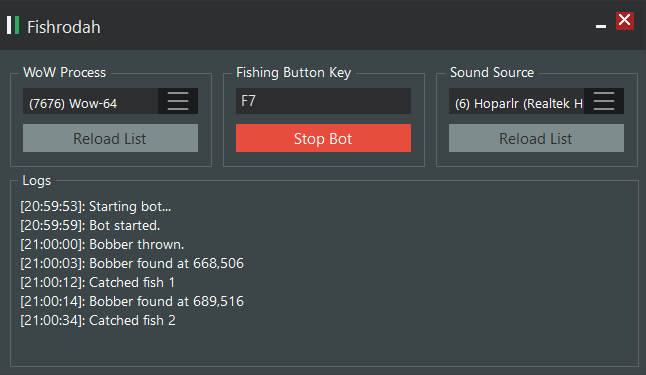 Fishrodah
WoW Process
Fishing Button Key
Sound Source
(7676) Wow-64
F7
(6) Hoparlr (Realtek H
Reload List
Stop Bot
Reload List
Logs
[20:59:53]: Starting bot...
[20:59:59]: Bot started.
[21:00:00]: Bobber thrown.
[21:00:03]: Bobber found at 668,506
[21:00:12]: Catched fish 1
[21:00:14]: Bobber found at 689,516
[21:00:34]: Catched fish 2